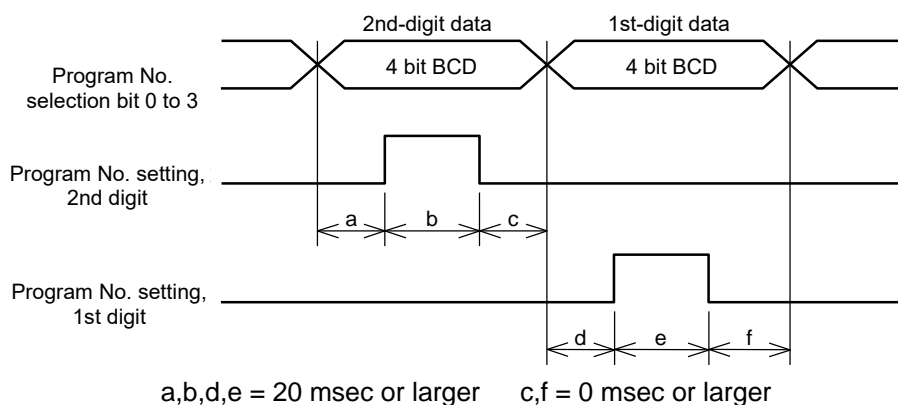 2nd-digit data
1st-digit data
4 bit BCD
4 bit BCD
Program No.
selection bit 0 to 3
Program No. setting,
2nd digit
a
b
c
Program No. setting,
1st digit
d
e
f
a,b,d,e = 20 msec or larger
c,f = 0 msec or larger